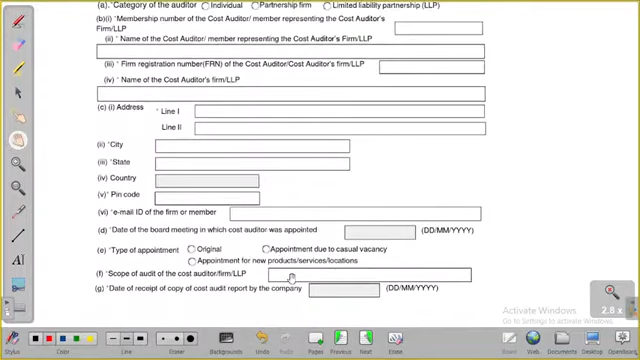 (a). *Category of the auditor Individual Partnership firm Limited liability partnership (LLP)
(b)(i) *Membership number of the Cost Auditor/ member representing the Cost Auditor's
Firm/LLP
(ii) *Name of the Cost Auditor/ member representing the Cost Auditor's Firm/LLP
(iii) *Firm registration number(FRN) of the Cost Auditor/Cost Auditor's firm/LLP
(iv) *Name of the Cost Auditor's firm/LLP
(c) (i) Address * Line I
Line II
(ii) *City
(iii) *State
(iv) Country
(v) *Pin code
(vi) *e-mail ID of the firm or member
(d) *Date of the board meeting in which cost auditor was appointed (DD/MM/YYYY)
(e) *Type of appointment Original Appointment due to casual vacancy
Appointment for new products/services/locations
(f) *Scope of audit of the cost auditor/firm/LLP
(g) *Date of receipt of copy of cost audit report by the company (DD/MM/YYYY)
2.8 x
Activate Windows
Go to Settings to activate Windows.
Stylus Color Line Eraser Backgrounds Undo Redo Pages Previous Next Erase Board Web Documents Show Desktop OpenBoard